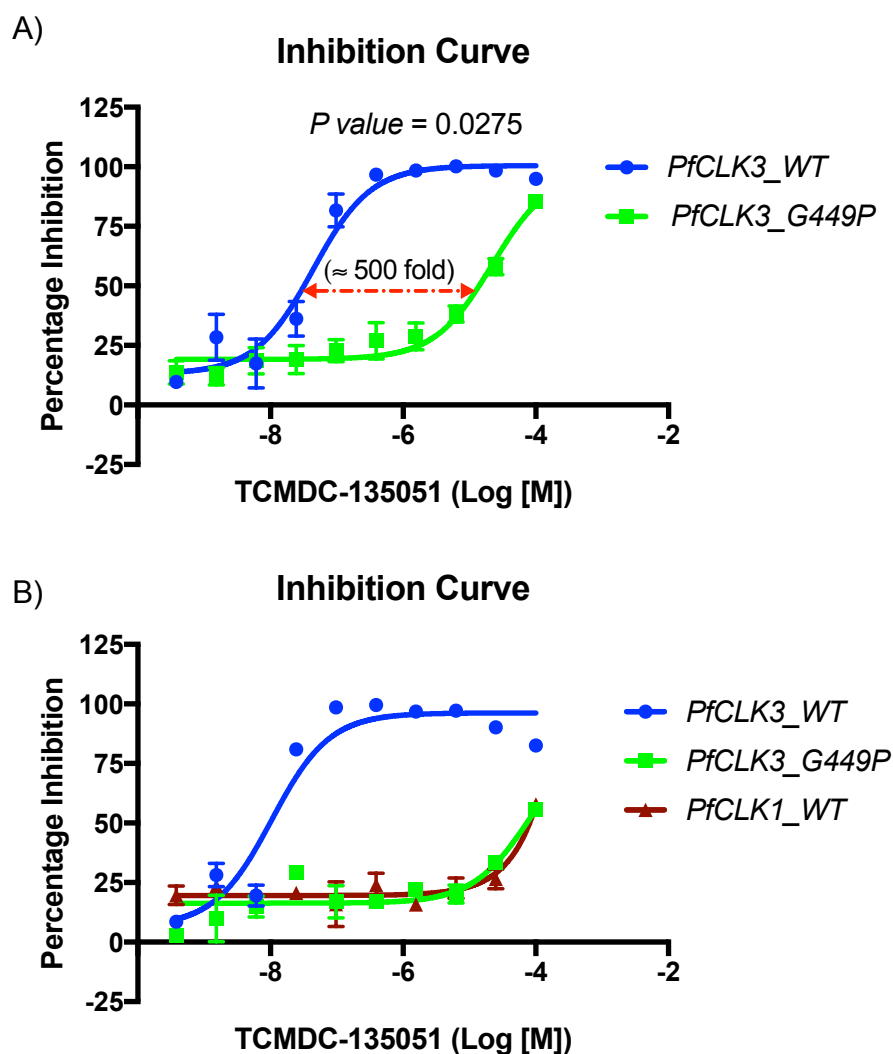 A)
Inhibition Curve
P value = 0.0275
125
100
75
50
25
0
-25
Percentage Inhibition
(≈ 500 fold)
-8
-6
-4
-2
TCMDC-135051 (Log [M])
PfCLK3_WT
PfCLK3_G449P
B)
Inhibition Curve
125
100
75
50
25
0
-25
Percentage Inhibition
-8
-6
-4
-2
TCMDC-135051 (Log [M])
PfCLK3_WT
PfCLK3_G449P
PfCLK1_WT